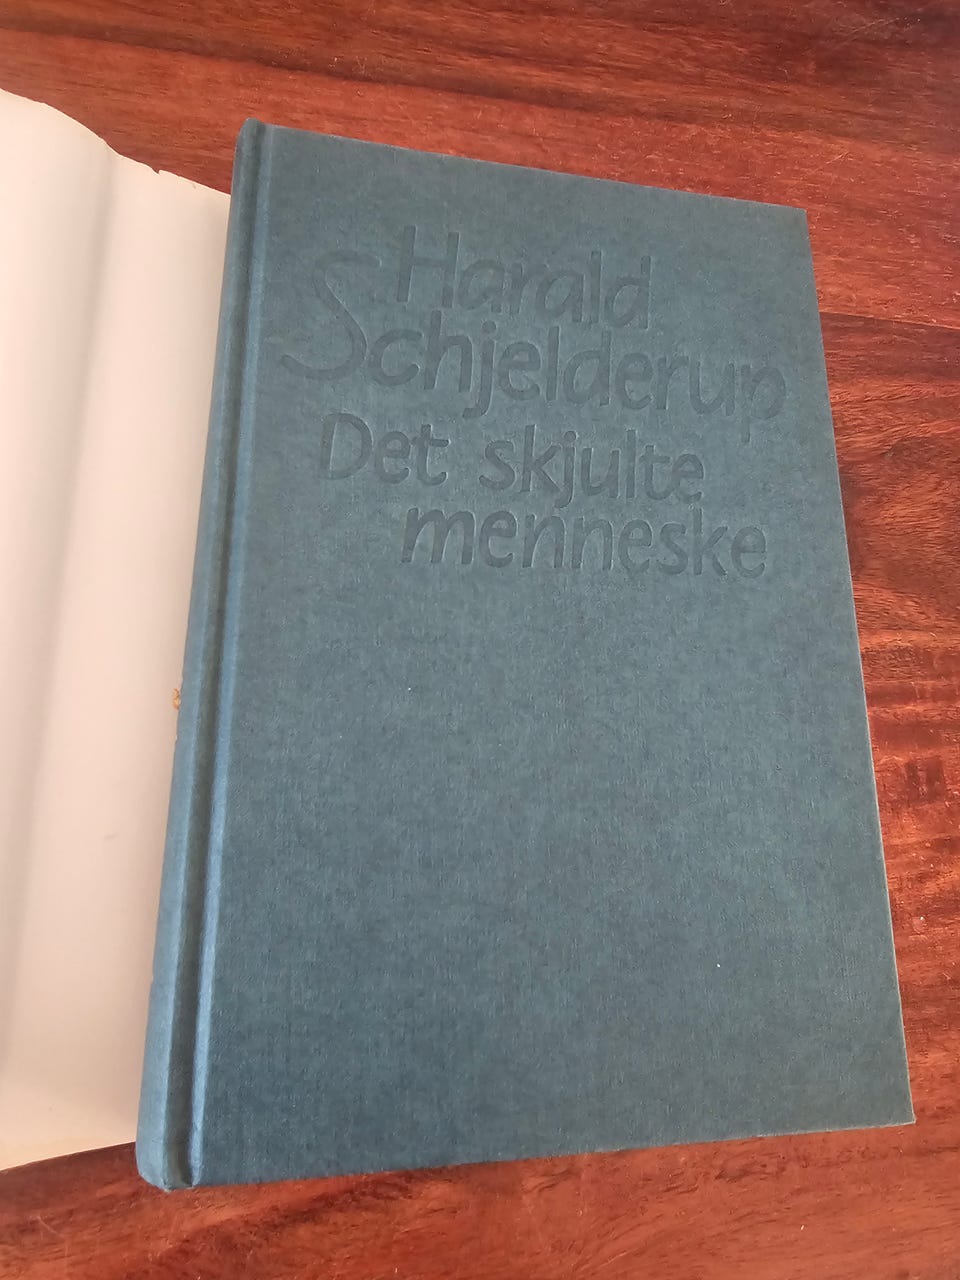 Harald
Schjelderup
Det skjulte
menneske